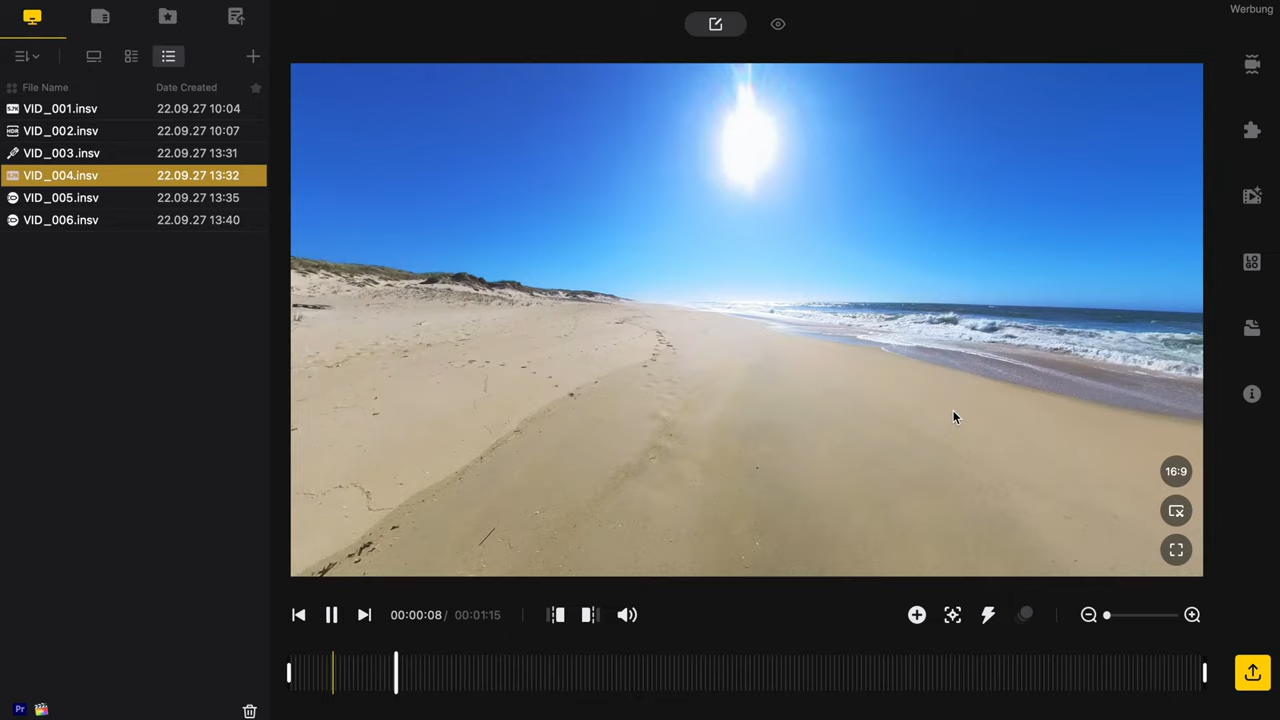 Werbung
File Name Date Created
VID_001.insv 22.09.27 10:04
VID_002.insv 22.09.27 10:07
VID_003.insv 22.09.27 13:31
VID_004.insv 22.09.27 13:32
VID_005.insv 22.09.27 13:35
VID_006.insv 22.09.27 13:40
LOGO
16:9
00:00:08 / 00:01:15
Pr